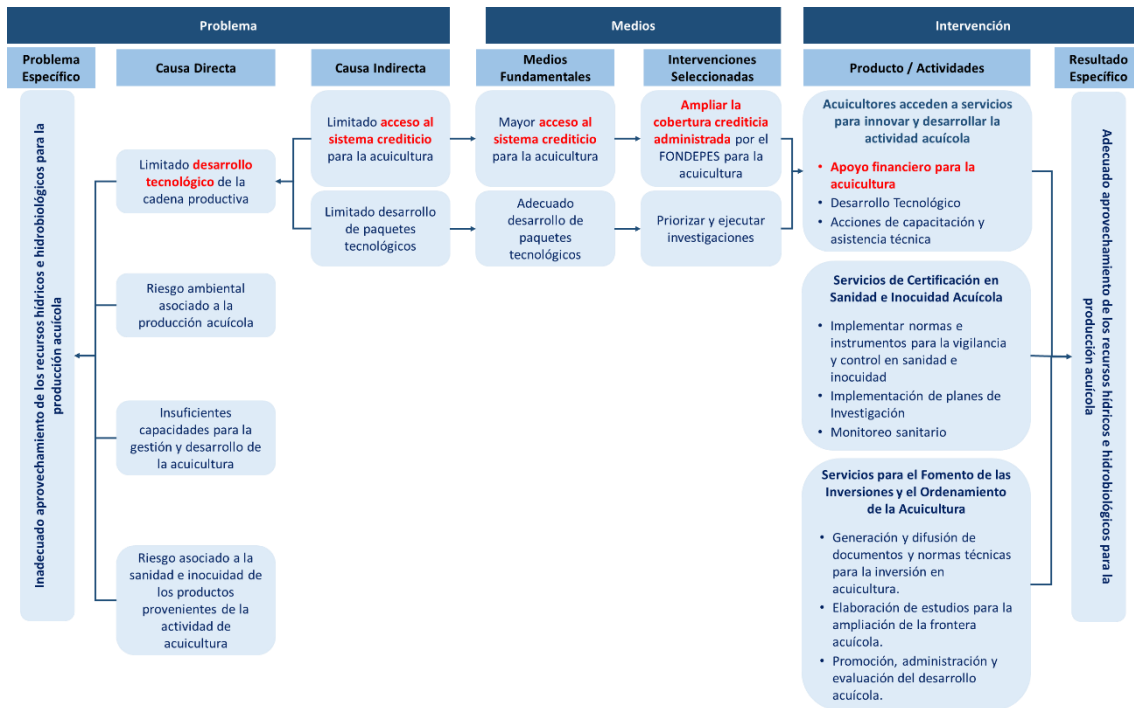 Problema
Medios
Intervención
Problema
Específico
Causa Directa
Causa Indirecta
Medios
Fundamentales
Intervenciones
Seleccionadas
Producto / Actividades
Resultado
Específico
Inadecuado aprovechamiento de los recursos hídricos e hidrobiológicos para la
producción acuícola
Limitado desarrollo
tecnológico de la
cadena productiva
Riesgo ambiental
asociado a la
producción acuícola
Insuficientes
capacidades para la
gestión y desarrollo de
la acuicultura
Riesgo asociado a la
sanidad e inocuidad de
los productos
provenientes de la
actividad de
acuicultura
Limitado acceso al
sistema crediticio
para la acuicultura
Limitado desarrollo
de paquetes
tecnológicos
Mayor acceso al
sistema crediticio
para la acuicultura
Adecuado
desarrollo de
paquetes
tecnológicos
Ampliar la
cobertura crediticia
administrada por el
FONDEPES para la
acuicultura
Priorizar y ejecutar
investigaciones
Acuicultores acceden a servicios
para innovar y desarrollar la
actividad acuícola
• Apoyo financiero para la
acuicultura
• Desarrollo Tecnológico
• Acciones de capacitación y
asistencia técnica
Servicios de Certificación en
Sanidad e Inocuidad Acuícola
• Implementar normas e
instrumentos para la vigilancia
y control en sanidad e
inocuidad
• Implementación de planes de
Investigación
• Monitoreo sanitario
Servicios para el Fomento de las
Inversiones y el Ordenamiento
de la Acuicultura
• Generación y difusión de
documentos y normas técnicas
para la inversión en
acuicultura.
• Elaboración de estudios para la
ampliación de la frontera
acuícola.
• Promoción, administración y
evaluación del desarrollo
acuícola.
Adecuado aprovechamiento de los recursos hídricos e hidrobiológicos para la
producción acuícola